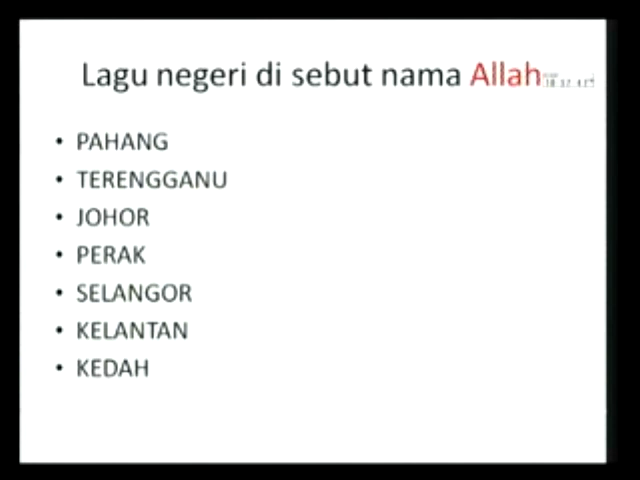 Lagu negeri di sebut nama Allah
• PAHANG
• TERENGGANU
• JOHOR
• PERAK
• SELANGOR
• KELANTAN
• KEDAH